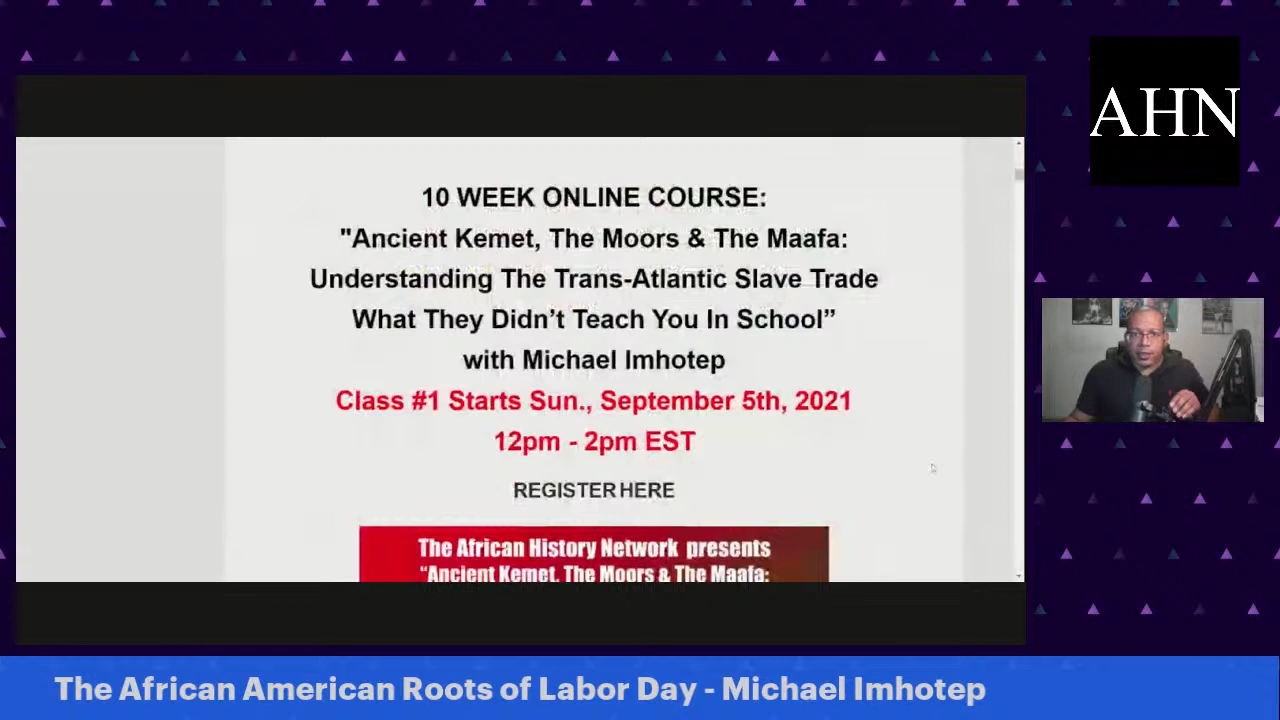 AHN
10 WEEK ONLINE COURSE:
"Ancient Kemet, The Moors & The Maafa:
Understanding The Trans-Atlantic Slave Trade
What They Didn’t Teach You In School”
with Michael Imhotep
Class #1 Starts Sun., September 5th, 2021
12pm - 2pm EST
REGISTER HERE
The African History Network presents
“Ancient Kemet, The Moors & The Maafa:
The African American Roots of Labor Day - Michael Imhotep